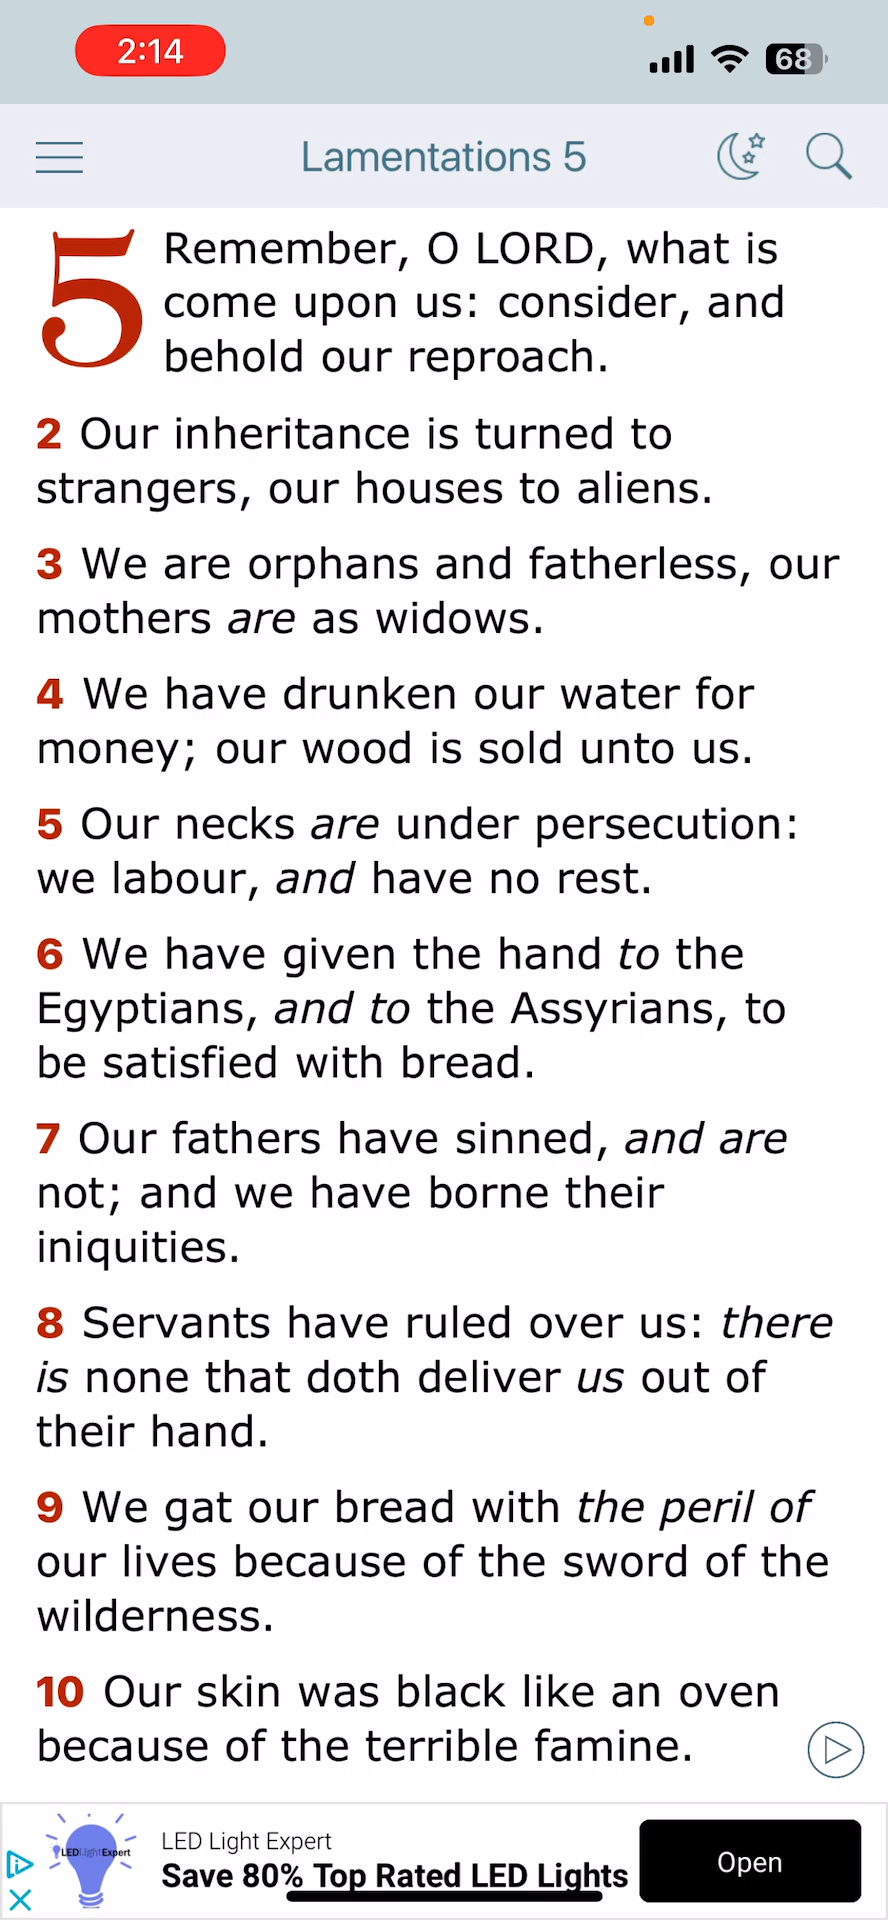 2:14
68
Lamentations 5
5 Remember, O LORD, what is
come upon us: consider, and
behold our reproach.
2 Our inheritance is turned to
strangers, our houses to aliens.
3 We are orphans and fatherless, our
mothers are as widows.
4 We have drunken our water for
money; our wood is sold unto us.
5 Our necks are under persecution:
we labour, and have no rest.
6 We have given the hand to the
Egyptians, and to the Assyrians, to
be satisfied with bread.
7 Our fathers have sinned, and are
not; and we have borne their
iniquities.
8 Servants have ruled over us: there
is none that doth deliver us out of
their hand.
9 We gat our bread with the peril of
our lives because of the sword of the
wilderness.
10 Our skin was black like an oven
because of the terrible famine.
LEDLightExpert
LED Light Expert
Save 80% Top Rated LED Lights
Open